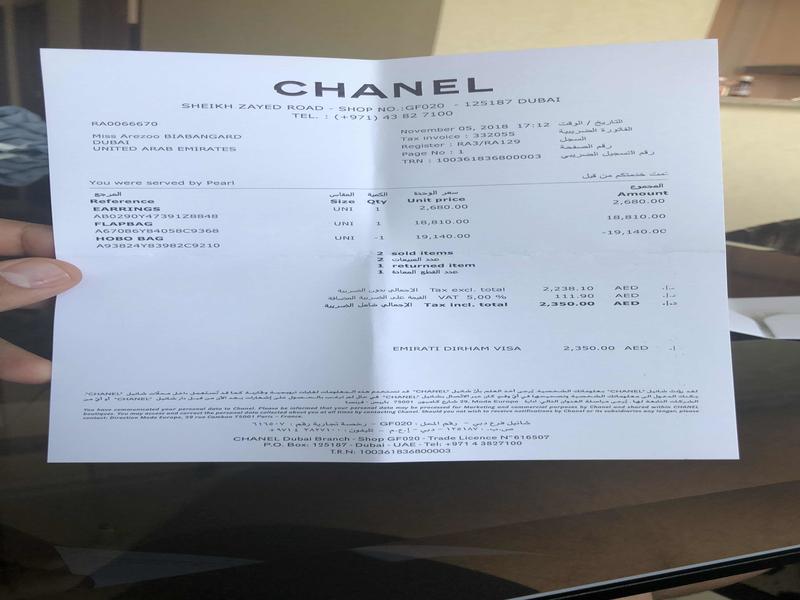 CHANEL
SHEIKH ZAYED ROAD - SHOP NO.:GF020 - 125187 DUBAI
TEL. : (+971) 43 82 7100
RA0066670
Miss Arezoo BIABANGARD
DUBAI
UNITED ARAB EMIRATES
November 05, 2018 17:12 التاريخ / الوقت
Tax invoice : 332055 الفاتورة الضريبية
Register : RA3/RA129 السجل
Page No : 1 رقم الصفحة
TRN : 100361836800003 رقم التسجيل الضريبي
You were served by Pearl تمت خدمتكم من قبل
المرجع المقاس الكمية سعر الوحدة المجموع
Reference Size Qty Unit price Amount
EARRINGS UNI 1 2,680.00 2,680.00
AB0290Y47391Z8848
FLAPBAG UNI 1 18,810.00 18,810.00
A67086Y84058C9368
HOBO BAG UNI -1 19,140.00 -19,140.00
A93824Y83982C9210
2 sold items
2 عدد المبيعات
1 returned item
1 عدد القطع المعادة
الإجمالي بدون الضريبة Tax excl. total 2,238.10 AED د.إ.
القيمة على الضريبة المضافة VAT 5,00 % 111.90 AED د.إ.
الإجمالي شامل الضريبة Tax incl. total 2,350.00 AED د.إ.
EMIRATI DIRHAM VISA 2,350.00 AED د.إ.
You have communicated your personal data to Chanel. Please be informed that your personal data may be processed for Marketing and commercial purposes by Chanel and shared within CHANEL
boutiques. You may access and correct the personal data collected about you at all times by contacting Chanel. Should you not wish to receive notifications by Chanel or its subsidiaries any longer, please
contact: Direction Mode Europe, 39 rue Cambon 75001 Paris - France.
شانيل فرع دبي - رقم المحل : GF020 - رخصة تجارية رقم : ٦١٦٥٠٧
ص.ب. : ١٢٥١٨٧ - دبي - إ.ع.م - تليفون : ٣٨٢٧١٠٠ ٤ ٩٧١+
CHANEL Dubai Branch - Shop GF020 - Trade Licence N°616507
P.O. Box: 125187 - Dubai - UAE - Tel: +971 4 3827100
T.R.N: 100361836800003